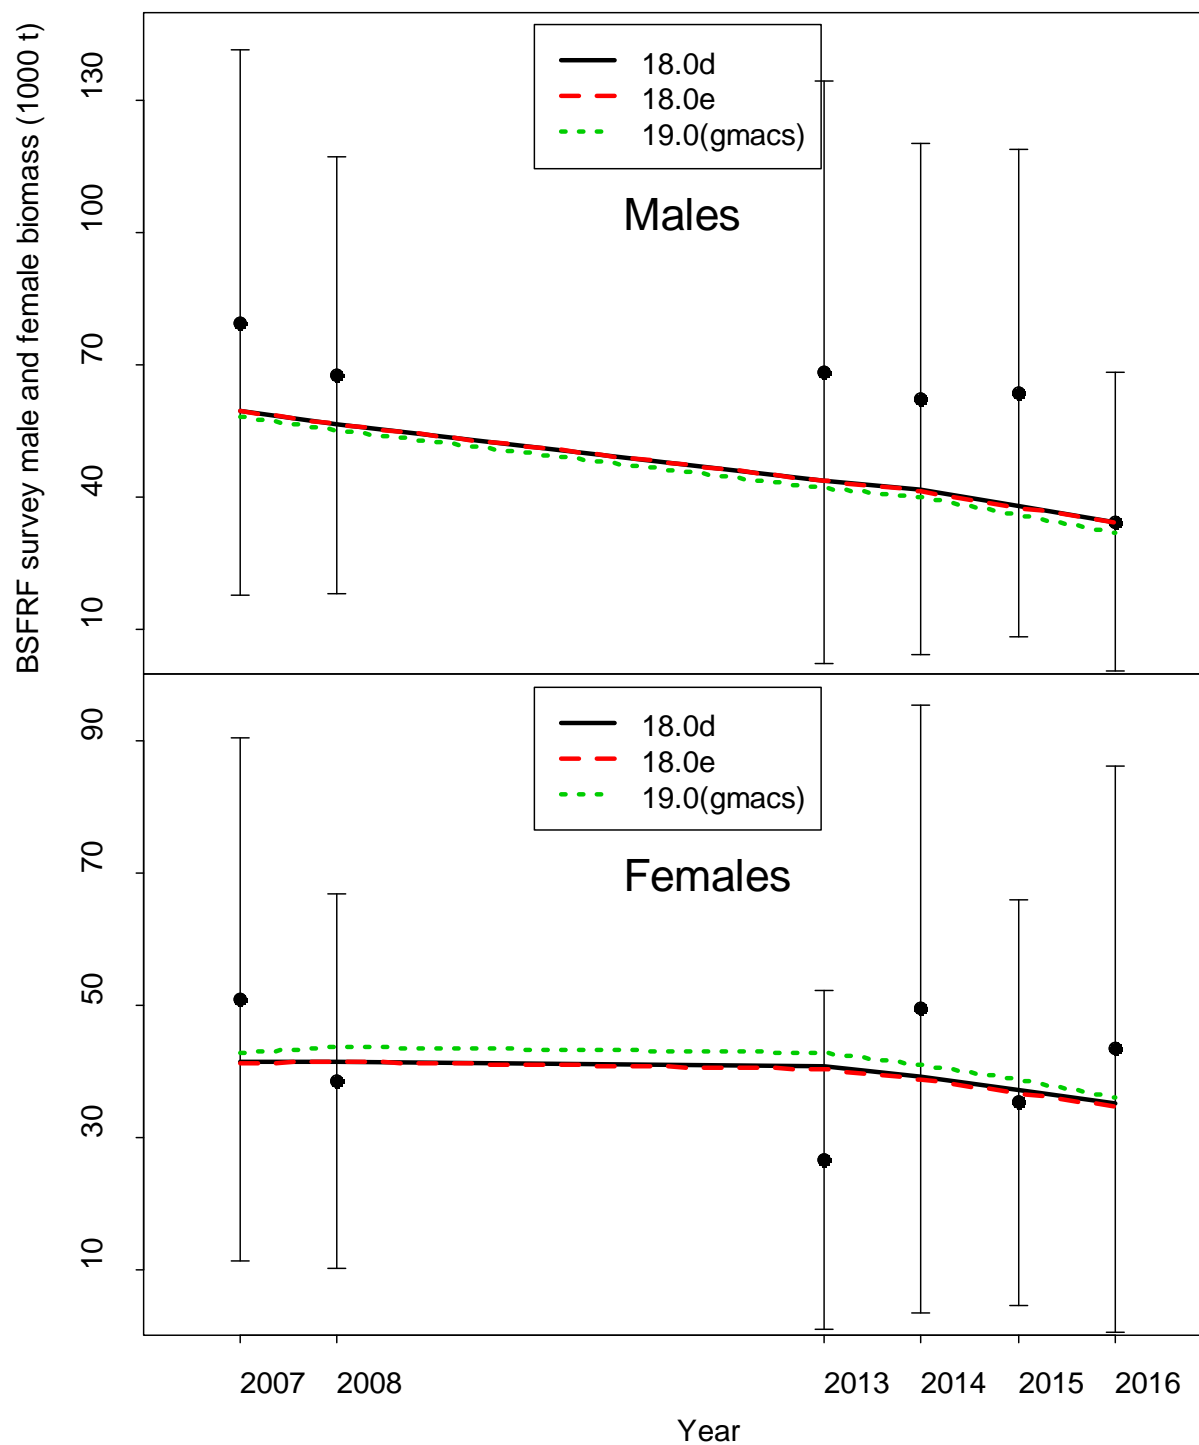 BSFRF survey male and female biomass (1000 t)
130
100
70
40
10
18.0d
18.0e
19.0(gmacs)
Males
90
70
50
30
10
18.0d
18.0e
19.0(gmacs)
Females
2007 2008 2013 2014 2015 2016
Year